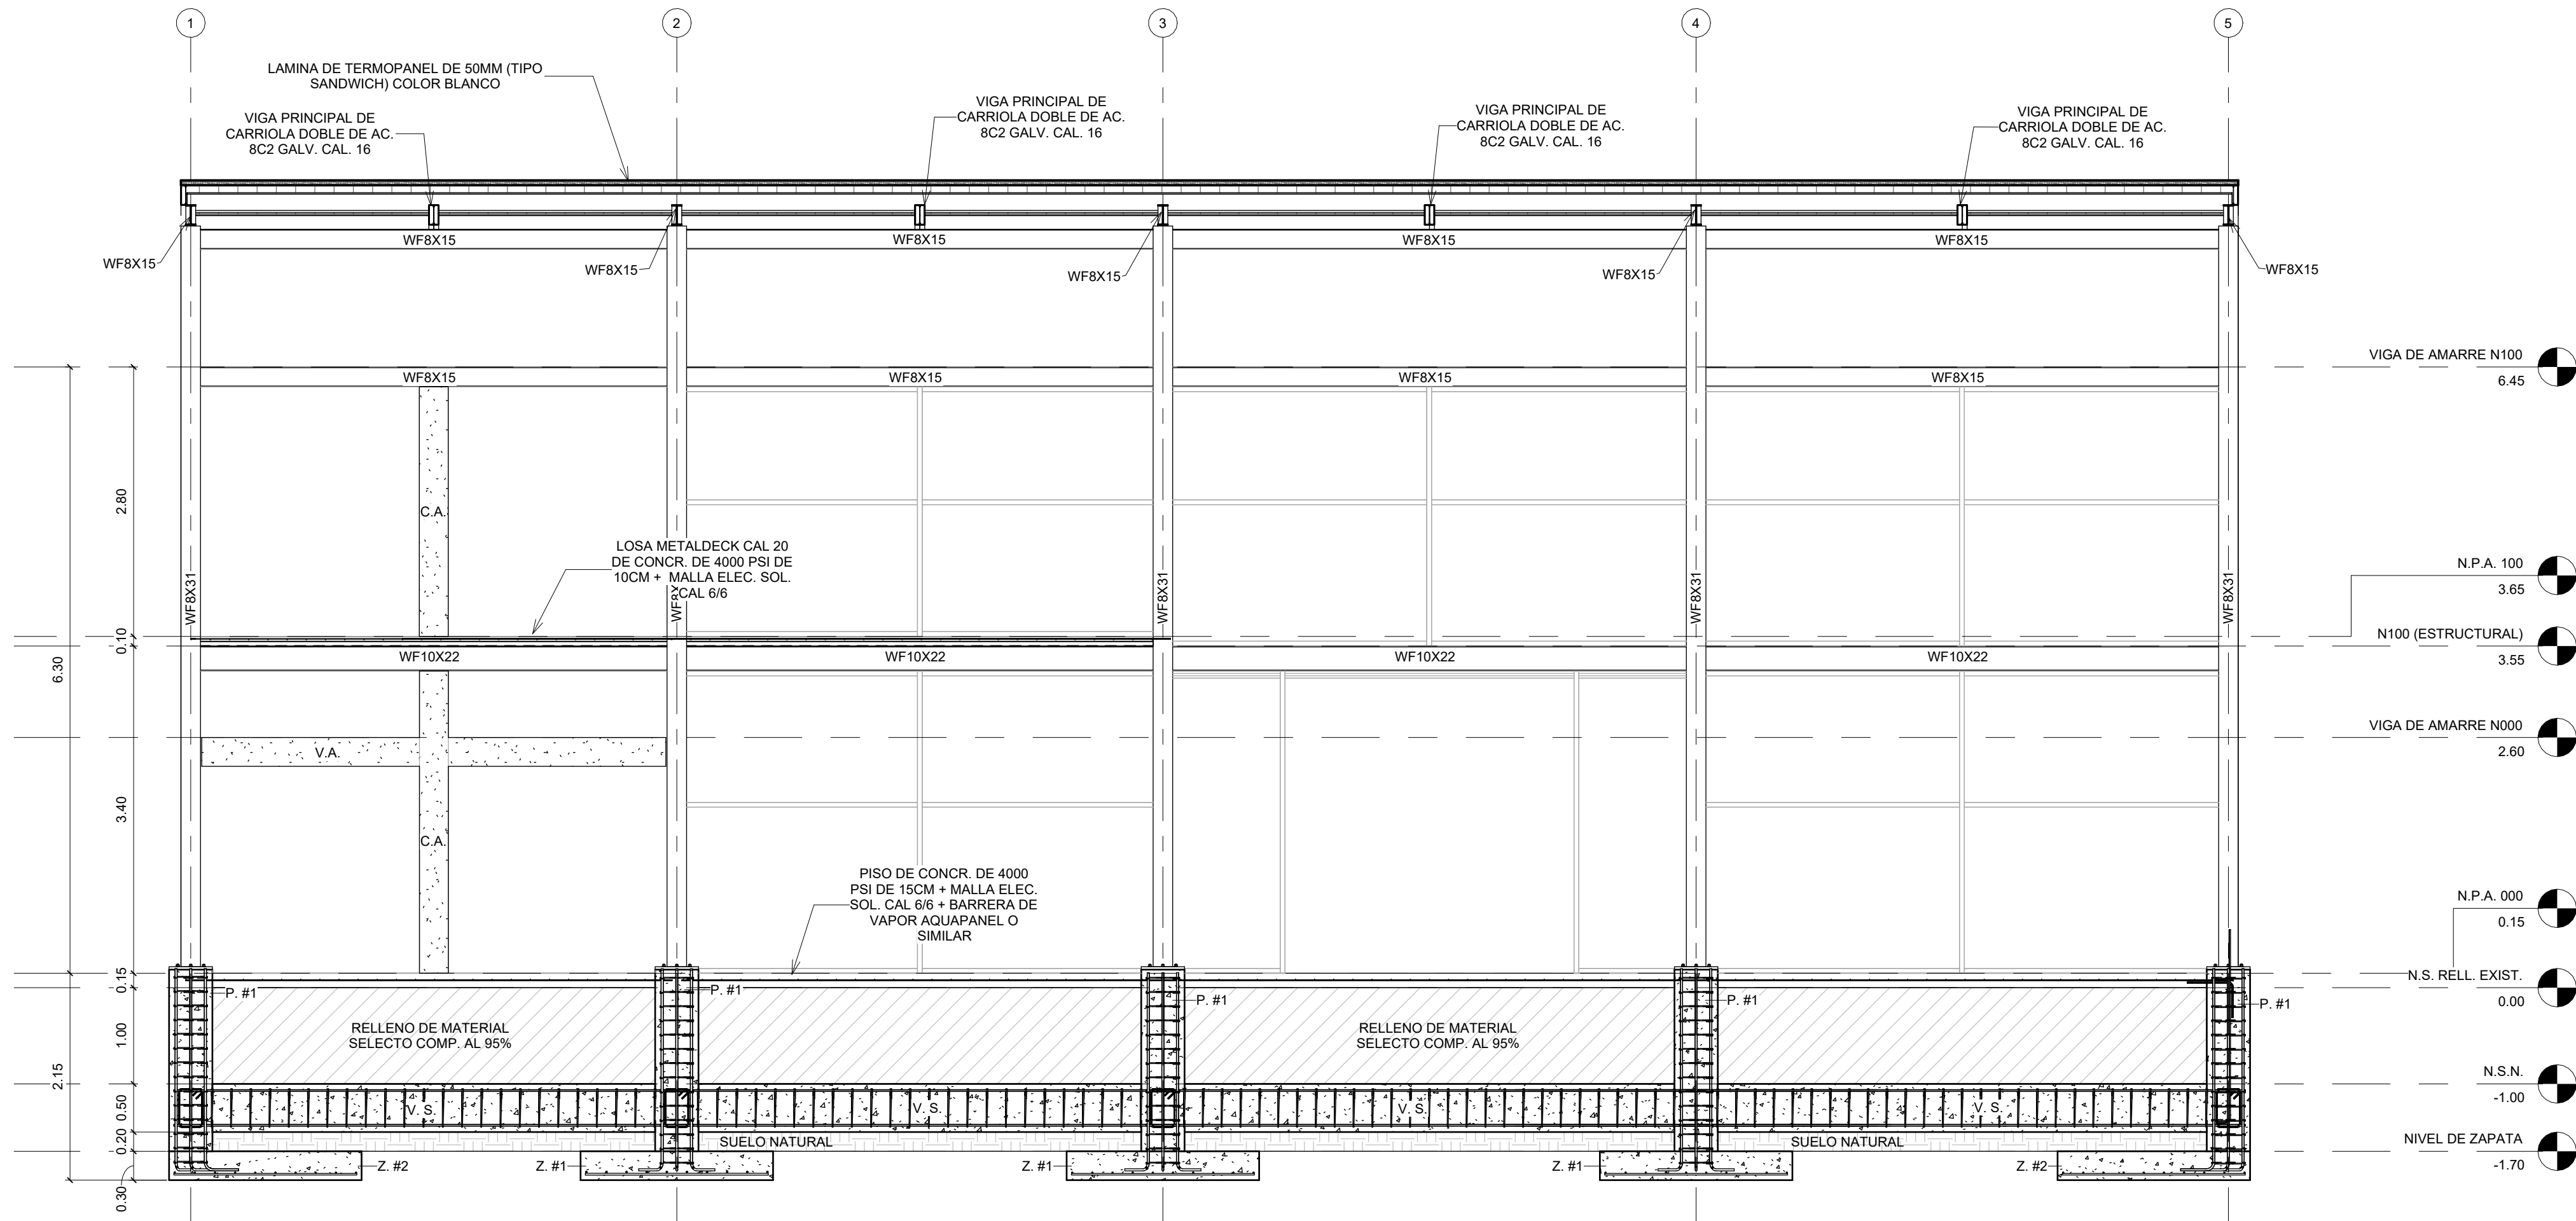 1
2
3
4
5
LAMINA DE TERMOPANEL DE 50MM (TIPO
SANDWICH) COLOR BLANCO
VIGA PRINCIPAL DE
CARRIOLA DOBLE DE AC.
8C2 GALV. CAL. 16
VIGA PRINCIPAL DE
CARRIOLA DOBLE DE AC.
8C2 GALV. CAL. 16
VIGA PRINCIPAL DE
CARRIOLA DOBLE DE AC.
8C2 GALV. CAL. 16
VIGA PRINCIPAL DE
CARRIOLA DOBLE DE AC.
8C2 GALV. CAL. 16
WF8X15
WF8X15
WF8X15
WF8X15
WF8X15
WF8X15
WF8X15
WF8X15
WF8X15
VIGA DE AMARRE N100
6.45
WF8X15
WF8X15
WF8X15
WF8X15
2.80
C.A.
LOSA METALDECK CAL 20
DE CONCR. DE 4000 PSI DE
10CM + MALLA ELEC. SOL.
CAL 6/6
WF8X31
WF8X
WF8X31
WF8X31
WF8X31
N.P.A. 100
3.65
0.10
N100 (ESTRUCTURAL)
3.55
WF10X22
WF10X22
WF10X22
WF10X22
6.30
VIGA DE AMARRE N000
2.60
V.A.
3.40
C.A.
PISO DE CONCR. DE 4000
PSI DE 15CM + MALLA ELEC.
SOL. CAL 6/6 + BARRERA DE
VAPOR AQUAPANEL O
SIMILAR
N.P.A. 000
0.15
0.15
N.S. RELL. EXIST.
0.00
P. #1
P. #1
P. #1
P. #1
P. #1
1.00
RELLENO DE MATERIAL
SELECTO COMP. AL 95%
RELLENO DE MATERIAL
SELECTO COMP. AL 95%
2.15
N.S.N.
-1.00
0.50
V. S.
V. S.
V. S.
V. S.
0.20
SUELO NATURAL
SUELO NATURAL
NIVEL DE ZAPATA
-1.70
Z. #2
Z. #1
Z. #1
Z. #1
Z. #2
0.30